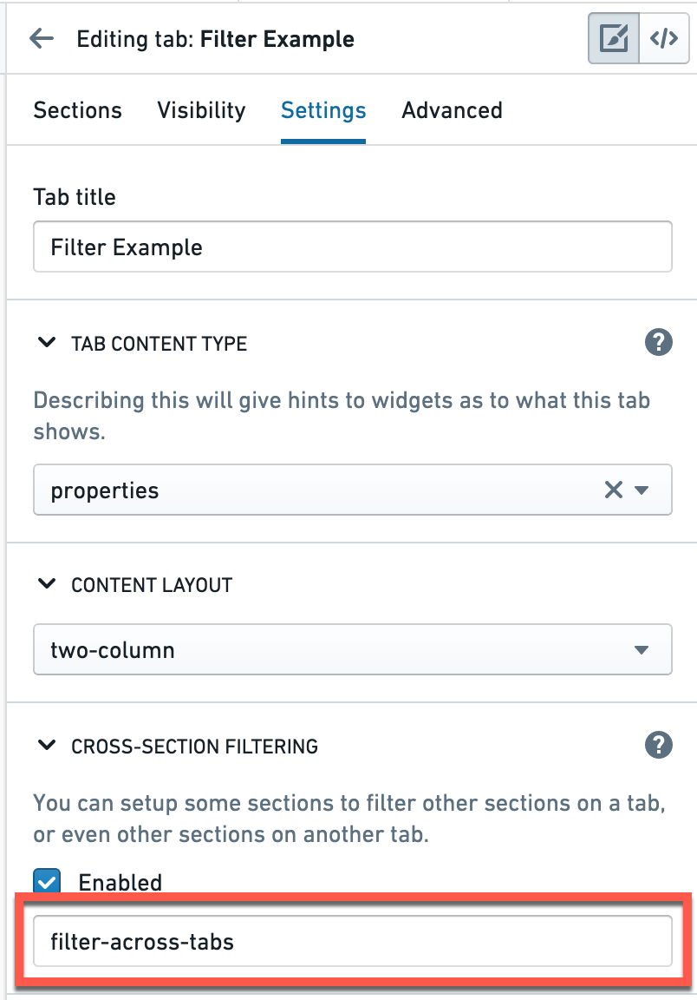 Editing tab: Filter Example
</>
Sections Visibility Settings Advanced
Tab title
Filter Example
TAB CONTENT TYPE ?
Describing this will give hints to widgets as to what this tab
shows.
properties
CONTENT LAYOUT
two-column
CROSS-SECTION FILTERING ?
You can setup some sections to filter other sections on a tab,
or even other sections on another tab.
Enabled
filter-across-tabs